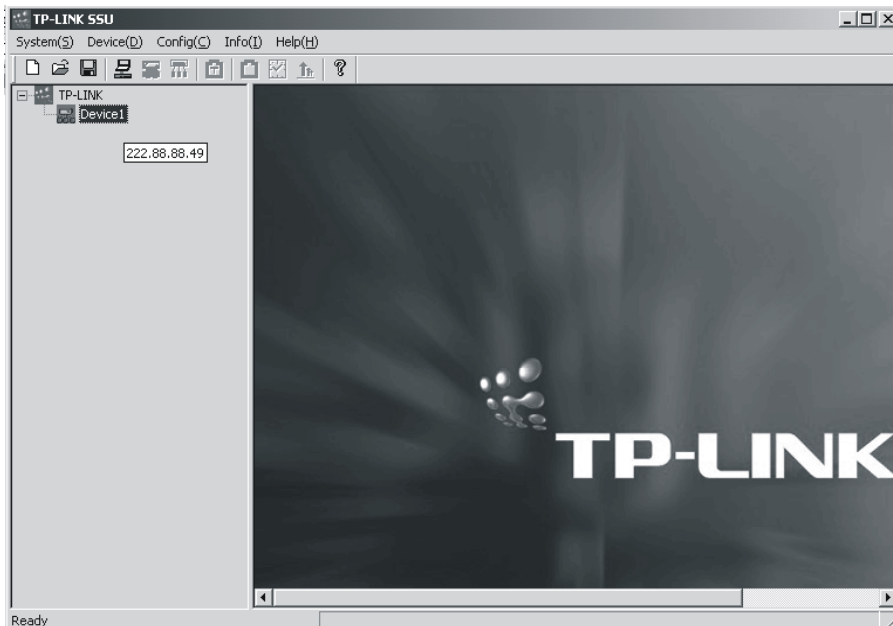 TP-LINK SSU
System(S) Device(D) Config(C) Info(I) Help(H)
TP-LINK
Device1
222.88.88.49
TP-LINK
Ready